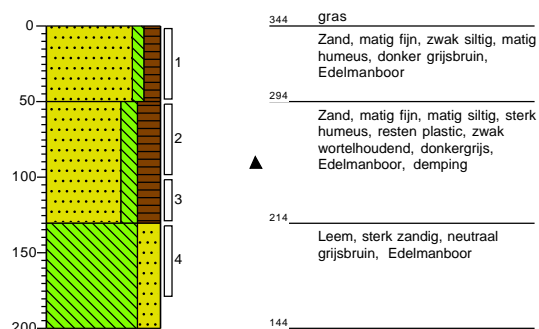 0
50
100
150
200
1
2
3
4
344
gras
Zand, matig fijn, zwak siltig, matig
humeus, donker grijsbruin,
Edelmanboor
294
Zand, matig fijn, matig siltig, sterk
humeus, resten plastic, zwak
wortelhoudend, donkergrijs,
Edelmanboor, demping
214
Leem, sterk zandig, neutraal
grijsbruin, Edelmanboor
144